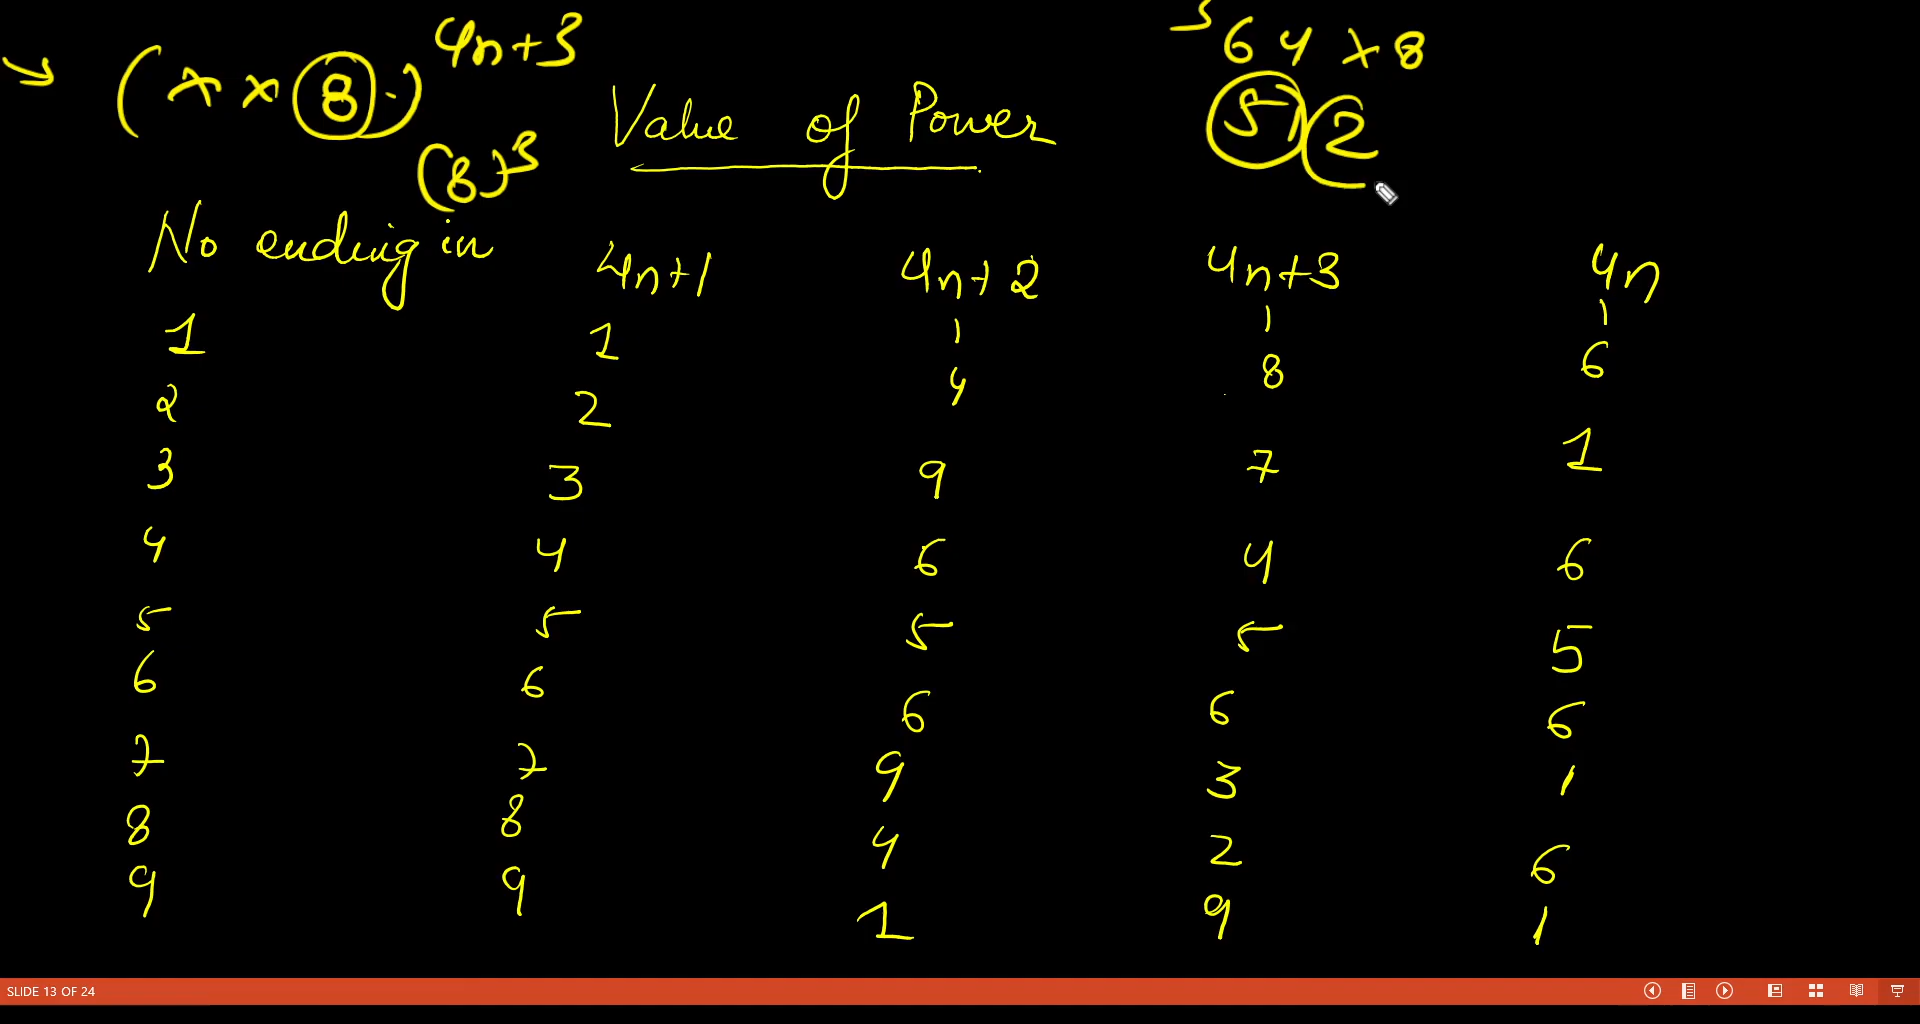 (x x 8 .) 4n+3
3 64 x 8
Value of Power
512
(8)3
No ending in 4n+1 4n+2 4n+3 4n
1 1 1 1 1
2 2 4 8 6
3 3 9 7 1
4 4 6 4 6
5 5 5 5 5
6 6 6 6 6
7 7 9 3 1
8 8 4 2 6
9 9 1 9 1
SLIDE 13 OF 24